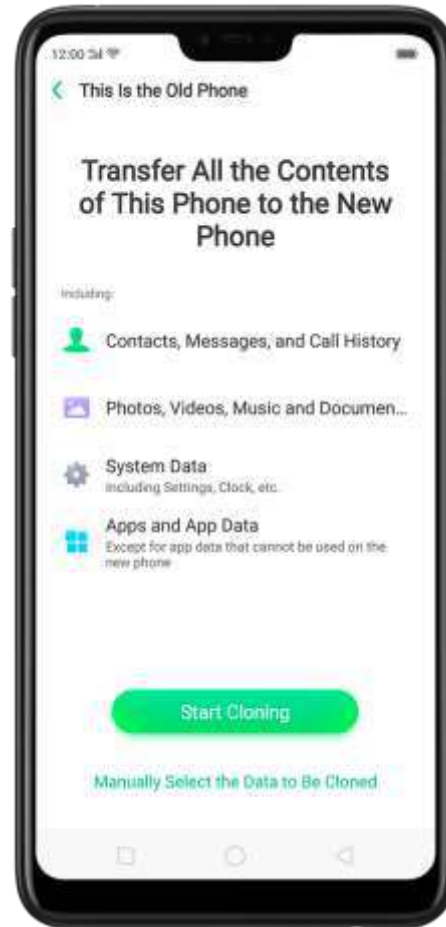 12:00
This Is the Old Phone
Transfer All the Contents
of This Phone to the New
Phone
Including:
Contacts, Messages, and Call History
Photos, Videos, Music and Documen...
System Data
Including Settings, Clock, etc.
Apps and App Data
Except for app data that cannot be used on the
new phone
Start Cloning
Manually Select the Data to Be Cloned